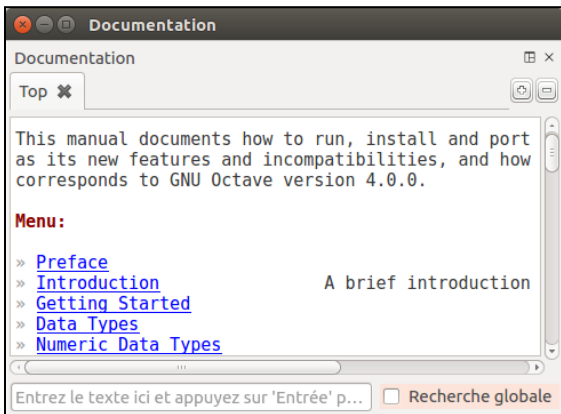 Documentation
Documentation
Top
This manual documents how to run, install and port
as its new features and incompatibilities, and how
corresponds to GNU Octave version 4.0.0.
Menu:
» Preface
» Introduction A brief introduction
» Getting Started
» Data Types
» Numeric Data Types
Entrez le texte ici et appuyez sur 'Entrée' p...
Recherche globale